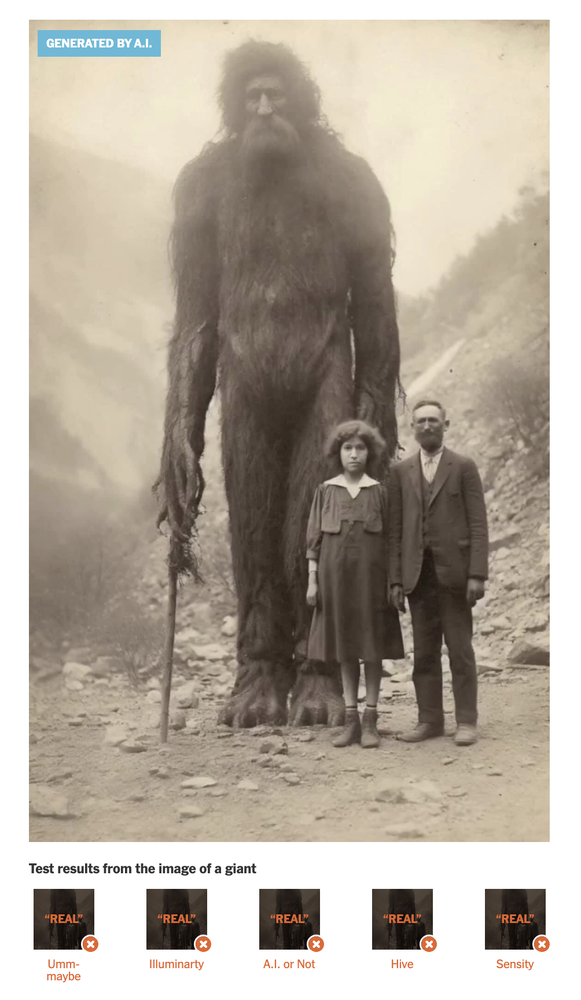 GENERATED BY A.I.
Test results from the image of a giant
“REAL” “REAL” “REAL” “REAL” “REAL”
Umm-
maybe
Illuminarty
A.I. or Not
Hive
Sensity